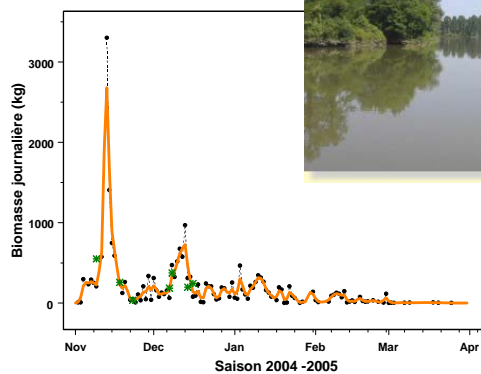 Biomasse journalière (kg)
3000
2000
1000
0
Nov Dec Jan Feb Mar Apr
Saison 2004 -2005